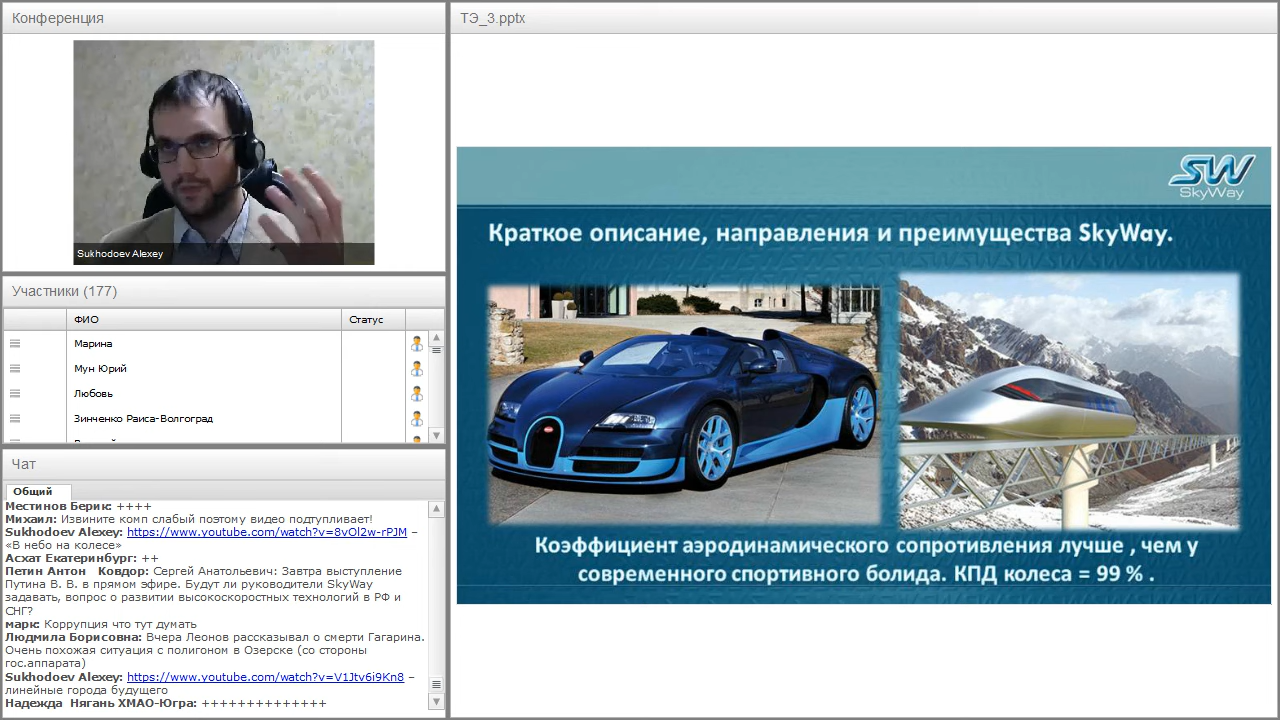 Конференция
Sukhodoev Alexey
Участники (177)
ФИО
Статус
Марина
Мун Юрий
Любовь
Зинченко Раиса-Волгоград
Чат
Общий
Местинов Берик: ++++
Михаил: Извините комп слабый поэтому видео подтупливает!
Sukhodoev Alexey: https://www.youtube.com/watch?v=8vOl2w-rPJM –
«В небо на колесе»
Асхат Екатеринбург: ++
Петин Антон Ковдор: Сергей Анатольевич: Завтра выступление
Путина В. В. в прямом эфире. Будут ли руководители SkyWay
задавать, вопрос о развитии высокоскоростных технологий в РФ и
СНГ?
марк: Коррупция что тут думать
Людмила Борисовна: Вчера Леонов рассказывал о смерти Гагарина.
Очень похожая ситуация с полигоном в Озерске (со стороны
гос.аппарата)
Sukhodoev Alexey: https://www.youtube.com/watch?v=V1Jtv6i9Kn8 –
линейные города будущего
Надежда Нягань ХМАО-Югра: ++++++++++++++
ТЭ_3.pptx
SW
SkyWay
Краткое описание, направления и преимущества SkyWay.
Коэффициент аэродинамического сопротивления лучше , чем у
современного спортивного болида. КПД колеса = 99 % .